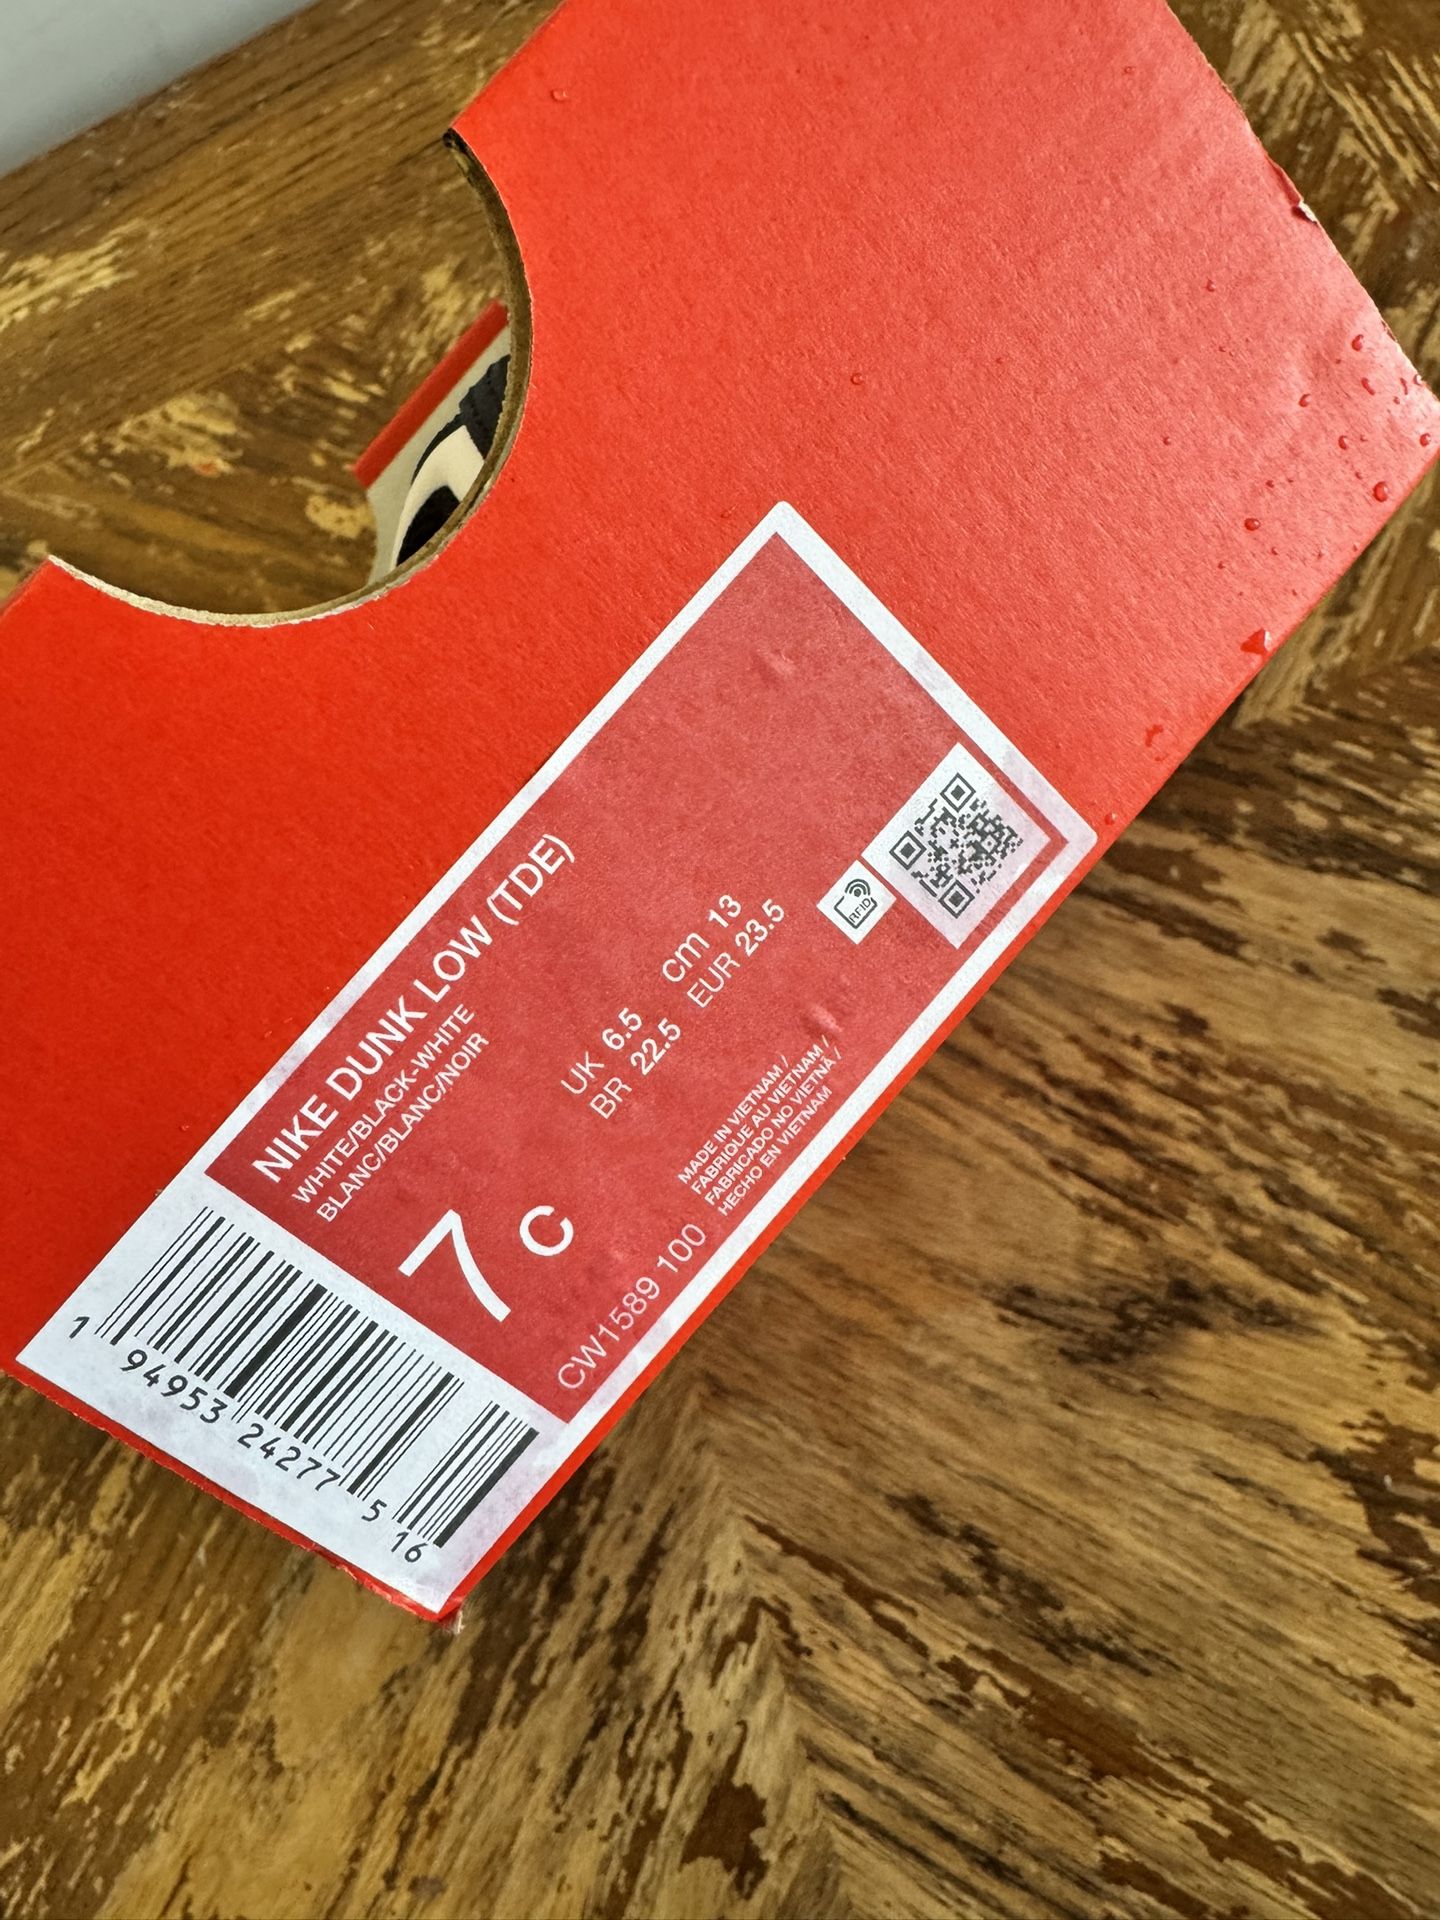 NIKE DUNK LOW (TDE)
WHITE/BLACK-WHITE
BLANC/BLANC/NOIR
UK 6.5 cm 13
BR 22.5 EUR 23.5
RFID
7 C
MADE IN VIETNAM /
FABRIQUE AU VIETNAM /
FABRICADO NO VIETNÃ /
HECHO EN VIETNAM
CW1589 100
1 94953 24277 5 16